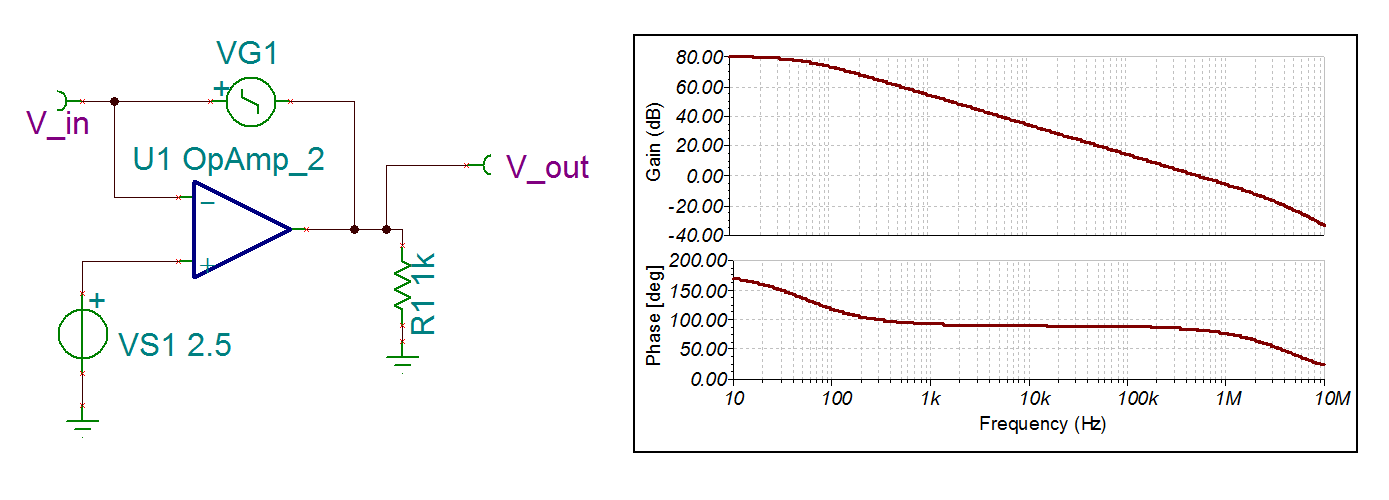 VG1
+
V_in
U1 OpAmp_2
V_out
−
+
R1 1k
+
VS1 2.5
Gain (dB)
80.00
60.00
40.00
20.00
0.00
-20.00
-40.00
Phase [deg]
200.00
150.00
100.00
50.00
0.00
10 100 1k 10k 100k 1M 10M
Frequency (Hz)